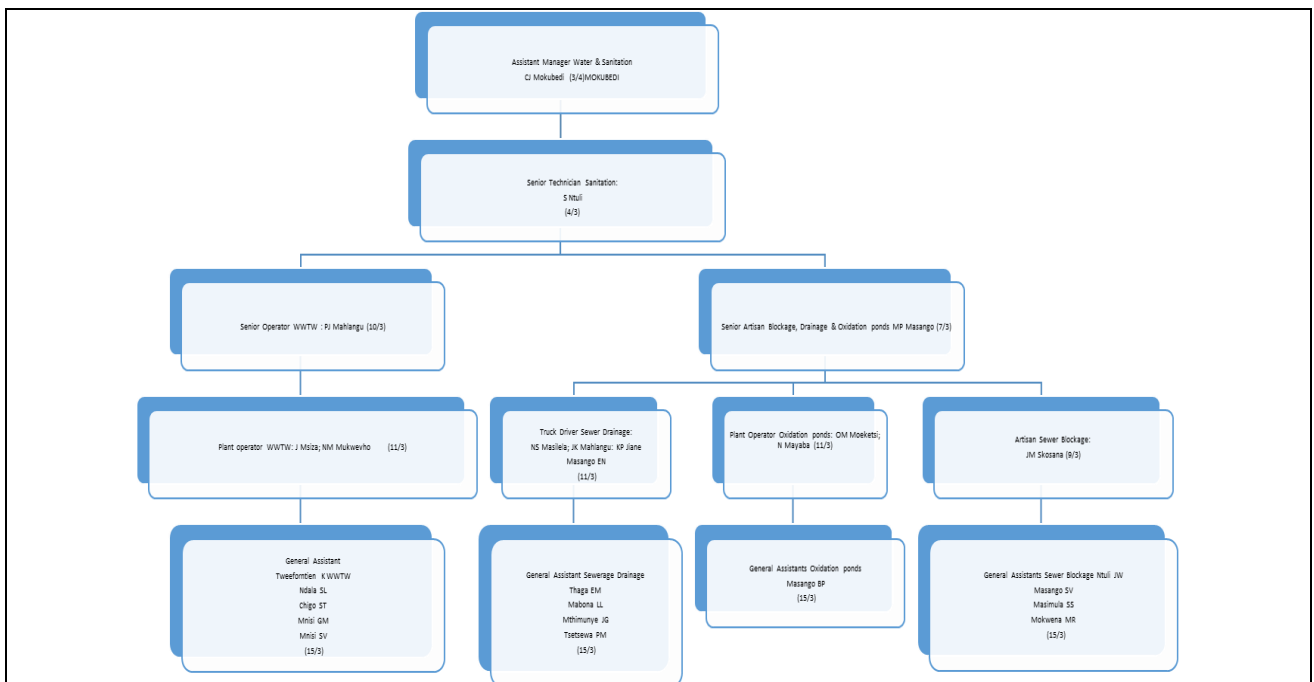 Assistant Manager Water & Sanitation
CJ Mokubedi (3/4)MOKUBEDI
Senior Technician Sanitation:
S Ntuli
(4/3)
Senior Operator WWTW : PJ Mahlangu (10/3)
Senior Artisan Blockage, Drainage & Oxidation ponds MP Masango (7/3)
Plant operator WWTW: J Msiza; NM Mukwevho (11/3)
Truck Driver Sewer Drainage:
NS Masilela; JK Mahlangu: KP Jiane
Masango EN
(11/3)
Plant Operator Oxidation ponds: OM Moeketsi;
N Mayaba (11/3)
Artisan Sewer Blockage:
JM Skosana (9/3)
General Assistant
Tweeforntien K WWTW
Ndala SL
Chigo ST
Mnisi GM
Mnisi SV
(15/3)
General Assistant Sewerage Drainage
Thaga EM
Mabona LL
Mthimunye JG
Tsetsewa PM
(15/3)
General Assistants Oxidation ponds
Masango BP
(15/3)
General Assistants Sewer Blockage Ntuli JW
Masango SV
Masimula SS
Mokwena MR
(15/3)